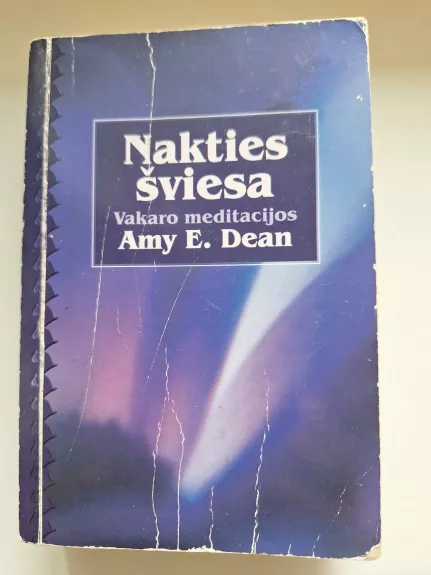 Nakties
šviesa
Vakaro meditacijos
Amy E. Dean